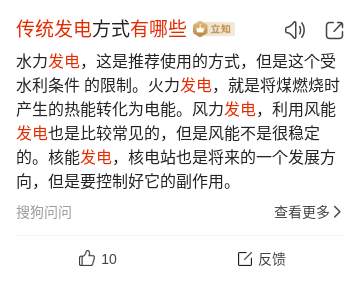 传统发电方式有哪些 立知
水力发电，这是推荐使用的方式，但是这个受
水利条件 的限制。火力发电，就是将煤燃烧时
产生的热能转化为电能。风力发电，利用风能
发电也是比较常见的，但是风能不是很稳定
的。核能发电，核电站也是将来的一个发展方
向，但是要控制好它的副作用。
搜狗问问 查看更多
10 反馈